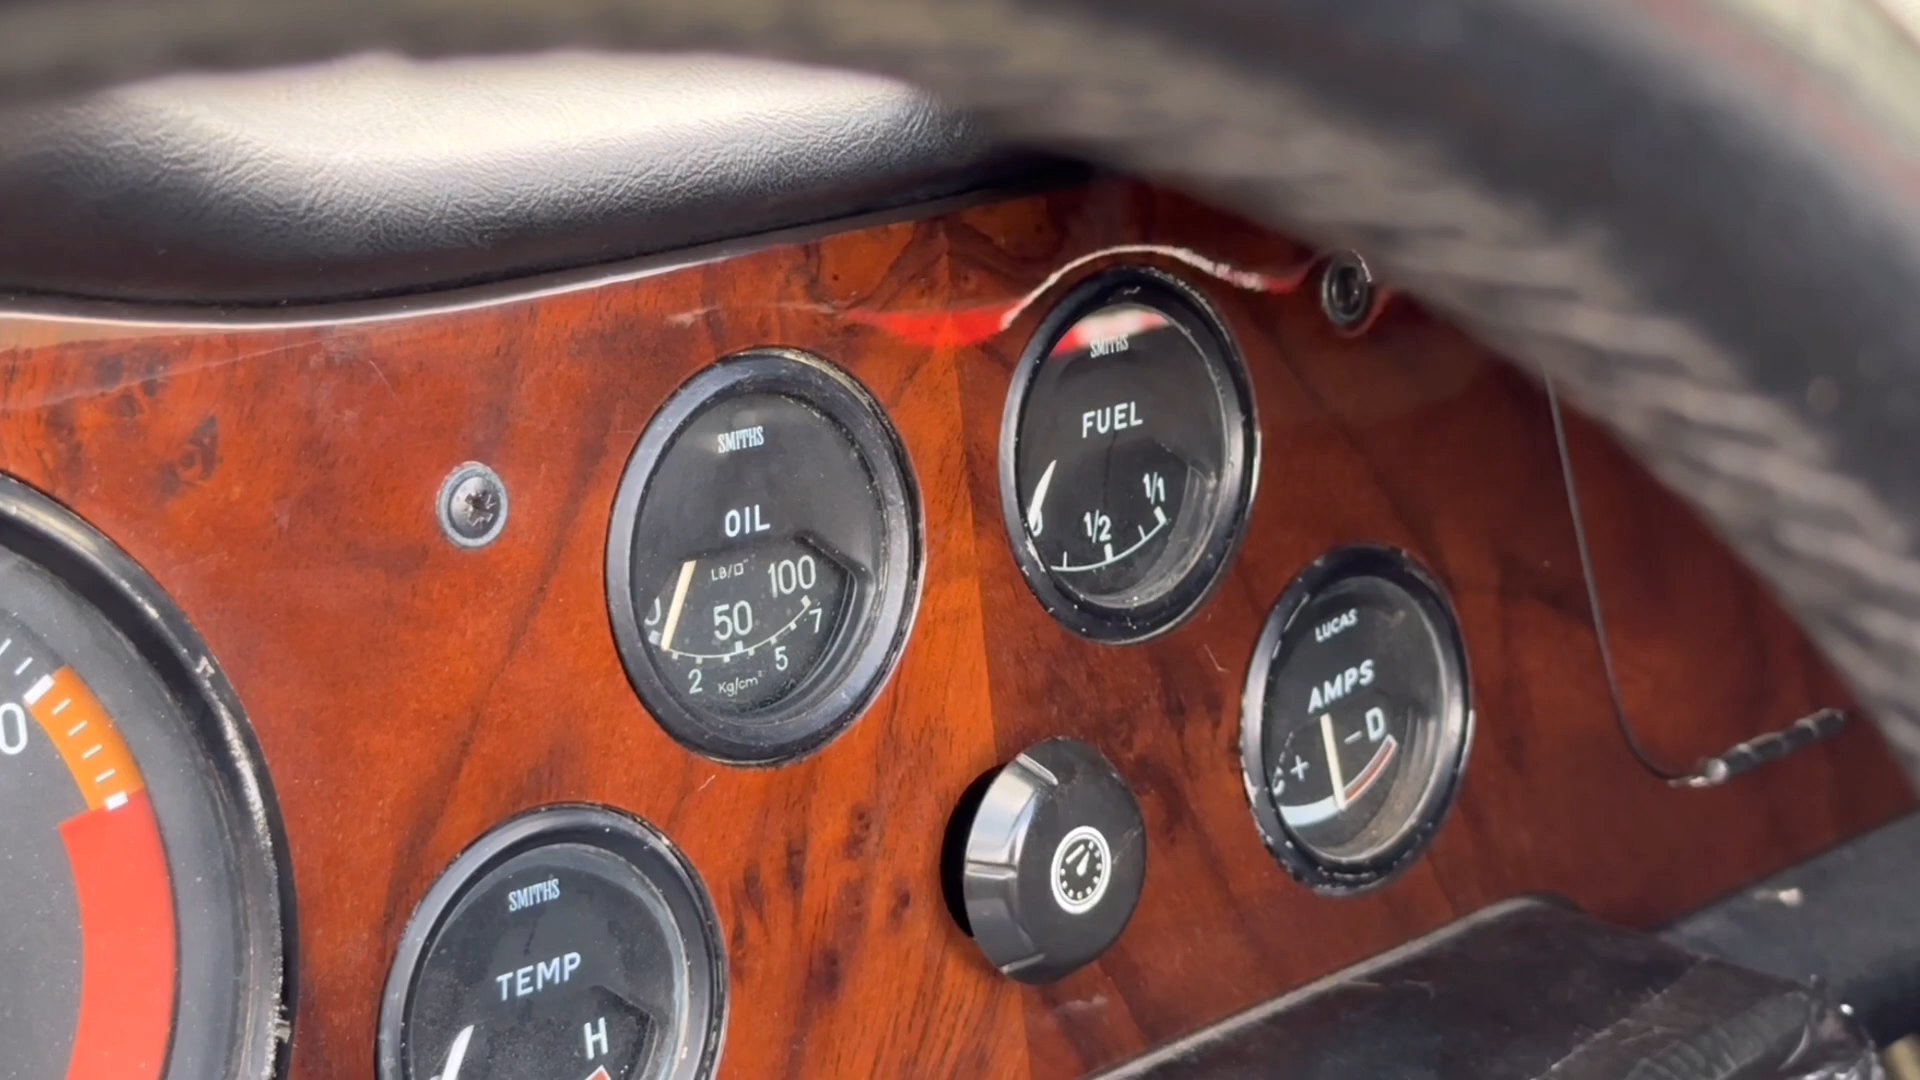 SMITHS
FUEL
1/2
1/1
SMITHS
OIL
LB/□"
50
100
2
5
7
Kg/cm²
LUCAS
AMPS
+
-D
0
SMITHS
TEMP
H